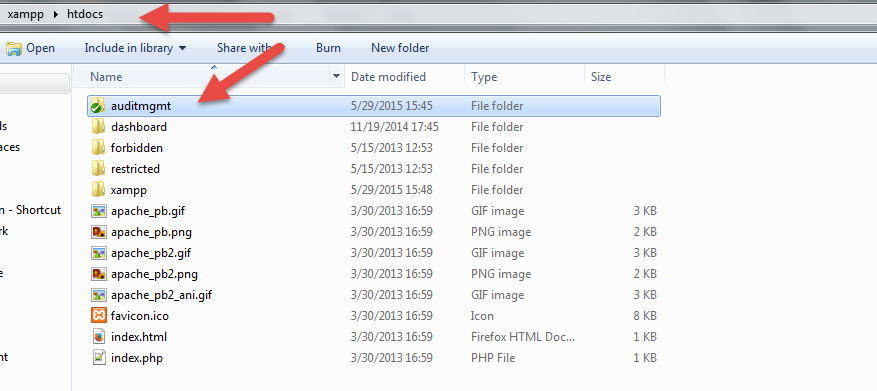 xampp ▸ htdocs
Open Include in library ▾ Share with Burn New folder
Name Date modified Type Size
auditmgmt 5/29/2015 15:45 File folder
dashboard 11/19/2014 17:45 File folder
forbidden 5/15/2013 12:53 File folder
restricted 5/15/2013 12:53 File folder
xampp 5/29/2015 15:48 File folder
n - Shortcut apache_pb.gif 3/30/2013 16:59 GIF image 3 KB
apache_pb.png 3/30/2013 16:59 PNG image 2 KB
apache_pb2.gif 3/30/2013 16:59 GIF image 3 KB
apache_pb2.png 3/30/2013 16:59 PNG image 2 KB
apache_pb2_ani.gif 3/30/2013 16:59 GIF image 3 KB
favicon.ico 3/30/2013 16:59 Icon 8 KB
index.html 3/30/2013 16:59 Firefox HTML Doc... 1 KB
index.php 3/30/2013 16:59 PHP File 1 KB